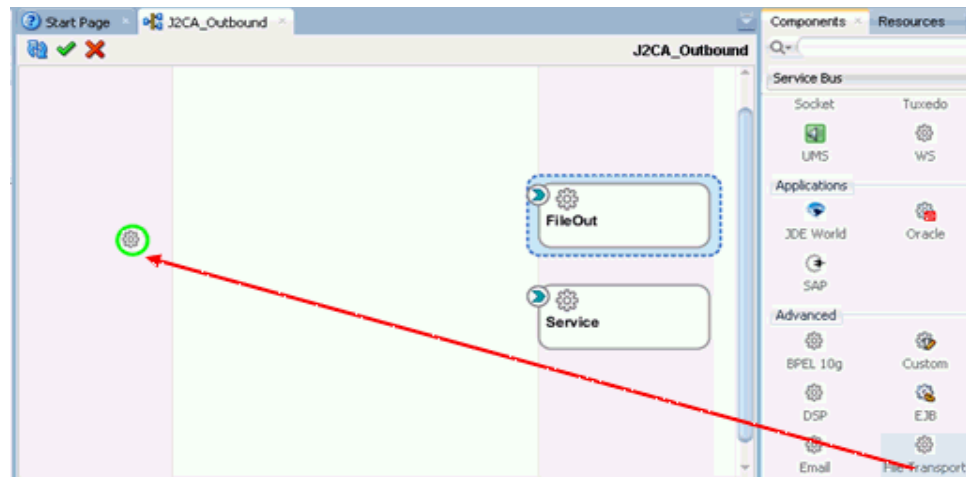 Start Page
J2CA_Outbound
Components
Resources
J2CA_Outbound
Service Bus
Socket
Tuxedo
UMS
WS
FileOut
Applications
JDE World
Oracle
SAP
Service
Advanced
BPEL 10g
Custom
DSP
EJB
Email
File Transport